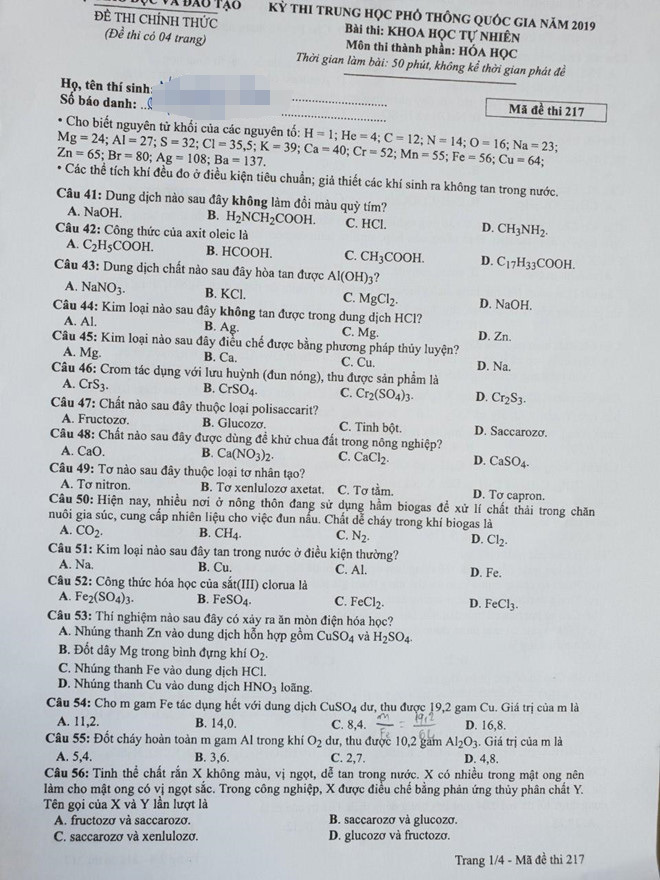 DỤC VÀ ĐÀO TẠO
ĐỀ THI CHÍNH THỨC
(Đề thi có 04 trang)
KỲ THI TRUNG HỌC PHỔ THÔNG QUỐC GIA NĂM 2019
Bài thi: KHOA HỌC TỰ NHIÊN
Môn thi thành phần: HÓA HỌC
Thời gian làm bài: 50 phút, không kể thời gian phát đề
Họ, tên thí sinh:
Số báo danh:
Mã đề thi 217
• Cho biết nguyên tử khối của các nguyên tố: H = 1; He = 4; C = 12; N = 14; O = 16; Na = 23;
Mg = 24; Al = 27; S = 32; Cl = 35,5; K = 39; Ca = 40; Cr = 52; Mn = 55; Fe = 56; Cu = 64;
Zn = 65; Br = 80; Ag = 108; Ba = 137.
• Các thể tích khí đều đo ở điều kiện tiêu chuẩn; giả thiết các khí sinh ra không tan trong nước.
Câu 41: Dung dịch nào sau đây không làm đổi màu quỳ tím?
A. NaOH. B. H₂NCH₂COOH. C. HCl. D. CH₃NH₂.
Câu 42: Công thức của axit oleic là
A. C₂H₅COOH. B. HCOOH. C. CH₃COOH. D. C₁₇H₃₃COOH.
Câu 43: Dung dịch chất nào sau đây hòa tan được Al(OH)₃?
A. NaNO₃. B. KCl. C. MgCl₂. D. NaOH.
Câu 44: Kim loại nào sau đây không tan được trong dung dịch HCl?
A. Al. B. Ag. C. Mg. D. Zn.
Câu 45: Kim loại nào sau đây điều chế được bằng phương pháp thủy luyện?
A. Mg. B. Ca. C. Cu. D. Na.
Câu 46: Crom tác dụng với lưu huỳnh (đun nóng), thu được sản phẩm là
A. CrS₃. B. CrSO₄. C. Cr₂(SO₄)₃. D. Cr₂S₃.
Câu 47: Chất nào sau đây thuộc loại polisaccarit?
A. Fructozơ. B. Glucozơ. C. Tinh bột. D. Saccarozơ.
Câu 48: Chất nào sau đây được dùng để khử chua đất trong nông nghiệp?
A. CaO. B. Ca(NO₃)₂. C. CaCl₂. D. CaSO₄.
Câu 49: Tơ nào sau đây thuộc loại tơ nhân tạo?
A. Tơ nitron. B. Tơ xenlulozơ axetat. C. Tơ tằm. D. Tơ capron.
Câu 50: Hiện nay, nhiều nơi ở nông thôn đang sử dụng hầm biogas để xử lí chất thải trong chăn
nuôi gia súc, cung cấp nhiên liệu cho việc đun nấu. Chất dễ cháy trong khí biogas là
A. CO₂. B. CH₄. C. N₂. D. Cl₂.
Câu 51: Kim loại nào sau đây tan trong nước ở điều kiện thường?
A. Na. B. Cu. C. Al. D. Fe.
Câu 52: Công thức hóa học của sắt(III) clorua là
A. Fe₂(SO₄)₃. B. FeSO₄. C. FeCl₂. D. FeCl₃.
Câu 53: Thí nghiệm nào sau đây có xảy ra ăn mòn điện hóa học?
A. Nhúng thanh Zn vào dung dịch hỗn hợp gồm CuSO₄ và H₂SO₄.
B. Đốt dây Mg trong bình đựng khí O₂.
C. Nhúng thanh Fe vào dung dịch HCl.
D. Nhúng thanh Cu vào dung dịch HNO₃ loãng.
Câu 54: Cho m gam Fe tác dụng hết với dung dịch CuSO₄ dư, thu được 19,2 gam Cu. Giá trị của m là
A. 11,2. B. 14,0. C. 8,4. m/Fe = 19,2/64 D. 16,8.
Câu 55: Đốt cháy hoàn toàn m gam Al trong khí O₂ dư, thu được 10,2 gam Al₂O₃. Giá trị của m là
A. 5,4. B. 3,6. C. 2,7. D. 4,8.
Câu 56: Tinh thể chất rắn X không màu, vị ngọt, dễ tan trong nước. X có nhiều trong mật ong nên
làm cho mật ong có vị ngọt sắc. Trong công nghiệp, X được điều chế bằng phản ứng thủy phân chất Y.
Tên gọi của X và Y lần lượt là
A. fructozơ và saccarozơ. B. saccarozơ và glucozơ.
C. saccarozơ và xenlulozơ. D. glucozơ và fructozơ.
Trang 1/4 - Mã đề thi 217